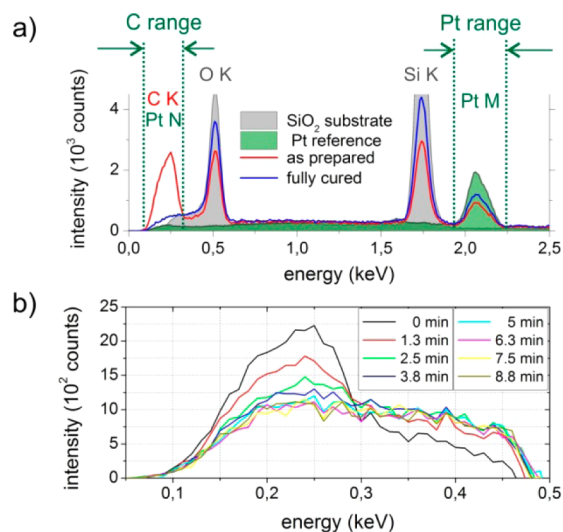 a)
C range
Pt range
O K
Si K
C K
Pt N
Pt M
SiO₂ substrate
Pt reference
as prepared
fully cured
intensity (10³ counts)
4
2
0
0,0 0,5 1,0 1,5 2,0 2,5
energy (keV)
b)
intensity (10² counts)
25
20
15
10
5
0
0 min 5 min
1.3 min 6.3 min
2.5 min 7.5 min
3.8 min 8.8 min
0,1 0,2 0,3 0,4 0,5
energy (keV)